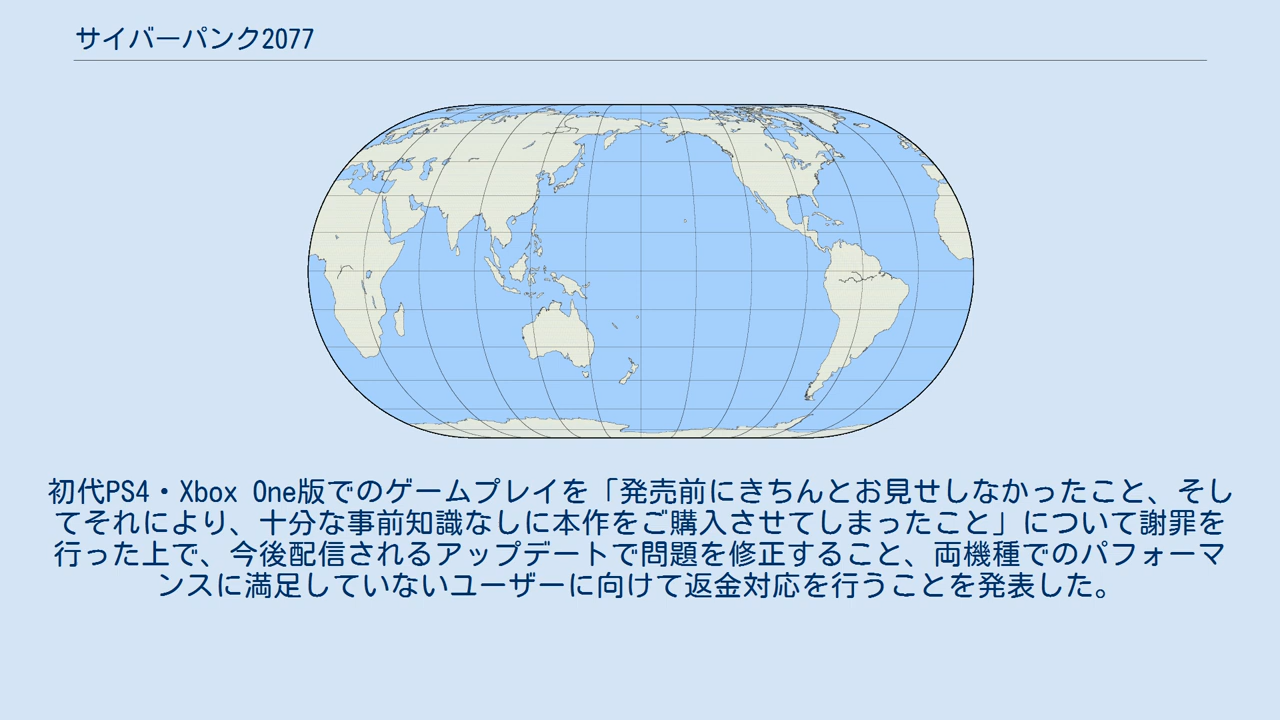 サイバーパンク2077
初代PS4・Xbox One版でのゲームプレイを「発売前にきちんとお見せしなかったこと、そし
てそれにより、十分な事前知識なしに本作をご購入させてしまったこと」について謝罪を
行った上で、今後配信されるアップデートで問題を修正すること、両機種でのパフォーマ
ンスに満足していないユーザーに向けて返金対応を行うことを発表した。